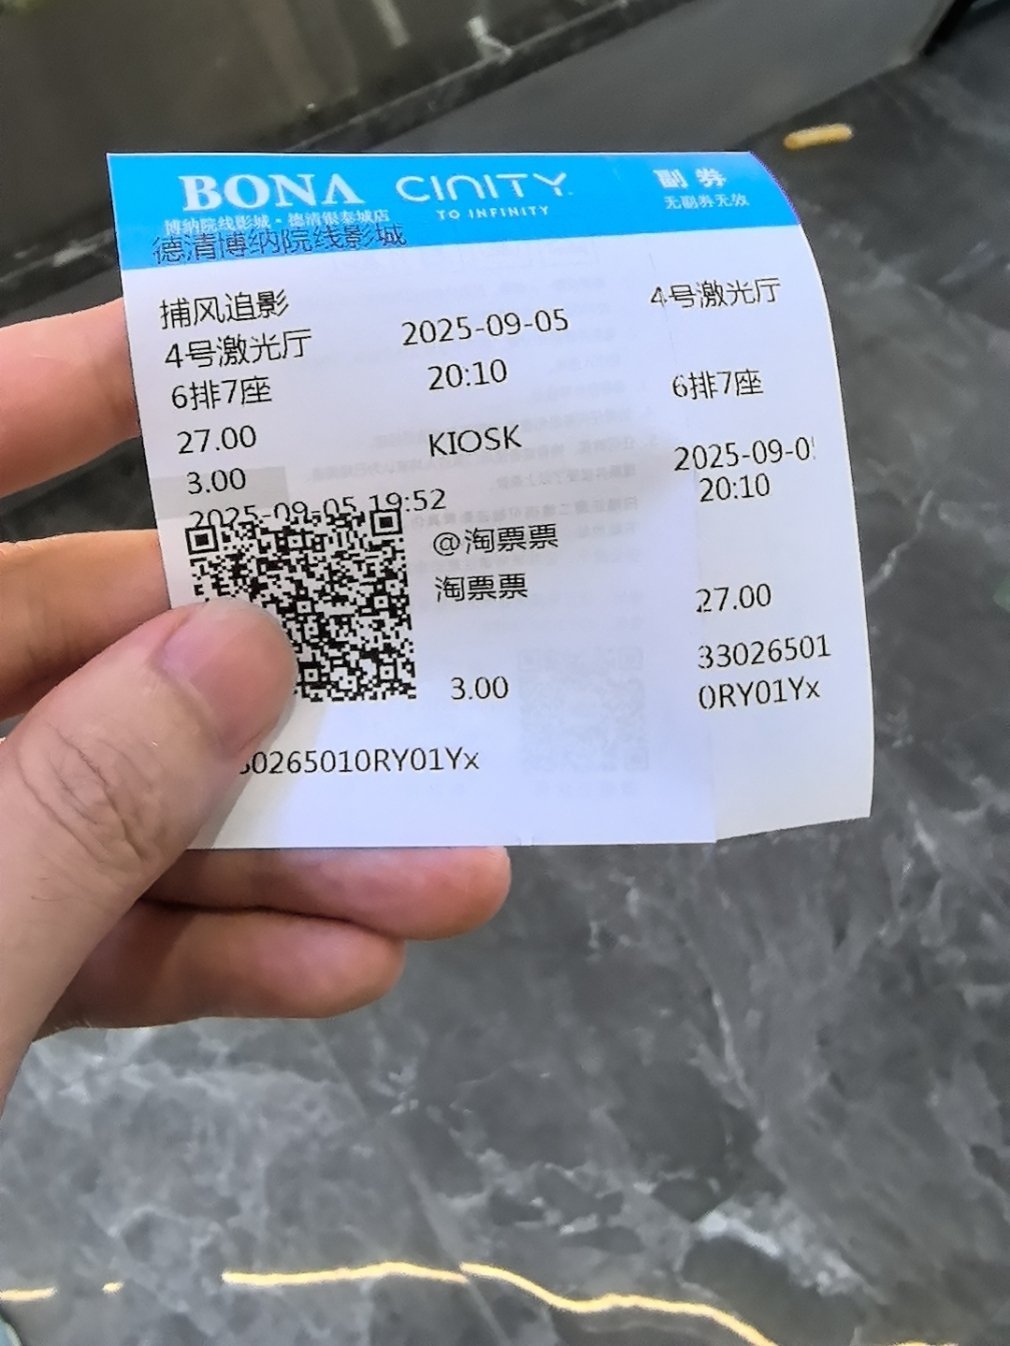 BONA CINITY 副券
TO INFINITY 无副券无效
博纳院线影城·德清银泰城店
德清博纳院线影城
捕风追影
4号激光厅 2025-09-05 4号激光厅
6排7座 20:10 6排7座
27.00 KIOSK 2025-09-0
3.00 20:10
2025-09-05 19:52
@淘票票
淘票票 27.00
33026501
3.00 0RY01Yx
0265010RY01Yx